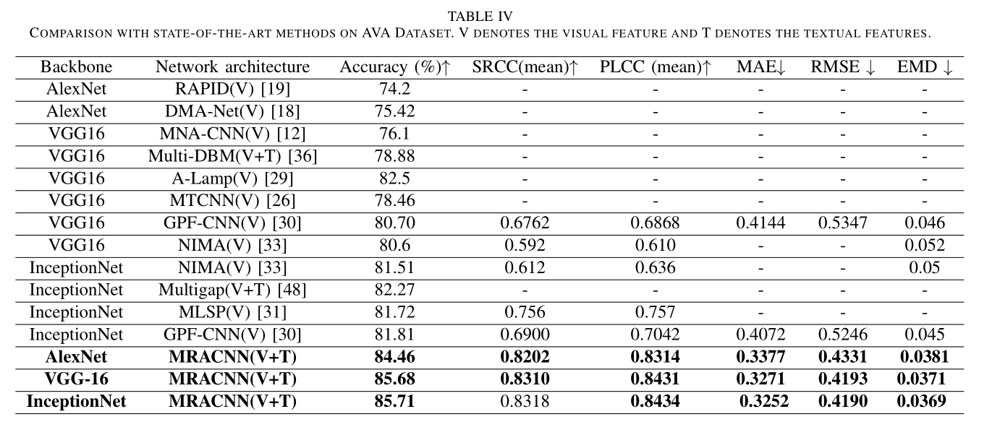 TABLE IV
COMPARISON WITH STATE-OF-THE-ART METHODS ON AVA DATASET. V DENOTES THE VISUAL FEATURE AND T DENOTES THE TEXTUAL FEATURES.
Backbone Network architecture Accuracy (%)↑ SRCC(mean)↑ PLCC (mean)↑ MAE↓ RMSE ↓ EMD ↓
AlexNet RAPID(V) [19] 74.2 - - - - -
AlexNet DMA-Net(V) [18] 75.42 - - - - -
VGG16 MNA-CNN(V) [12] 76.1 - - - - -
VGG16 Multi-DBM(V+T) [36] 78.88 - - - - -
VGG16 A-Lamp(V) [29] 82.5 - - - - -
VGG16 MTCNN(V) [26] 78.46 - - - - -
VGG16 GPF-CNN(V) [30] 80.70 0.6762 0.6868 0.4144 0.5347 0.046
VGG16 NIMA(V) [33] 80.6 0.592 0.610 - - 0.052
InceptionNet NIMA(V) [33] 81.51 0.612 0.636 - - 0.05
InceptionNet Multigap(V+T) [48] 82.27 - - - - -
InceptionNet MLSP(V) [31] 81.72 0.756 0.757 - - -
InceptionNet GPF-CNN(V) [30] 81.81 0.6900 0.7042 0.4072 0.5246 0.045
AlexNet MRACNN(V+T) 84.46 0.8202 0.8314 0.3377 0.4331 0.0381
VGG-16 MRACNN(V+T) 85.68 0.8310 0.8431 0.3271 0.4193 0.0371
InceptionNet MRACNN(V+T) 85.71 0.8318 0.8434 0.3252 0.4190 0.0369